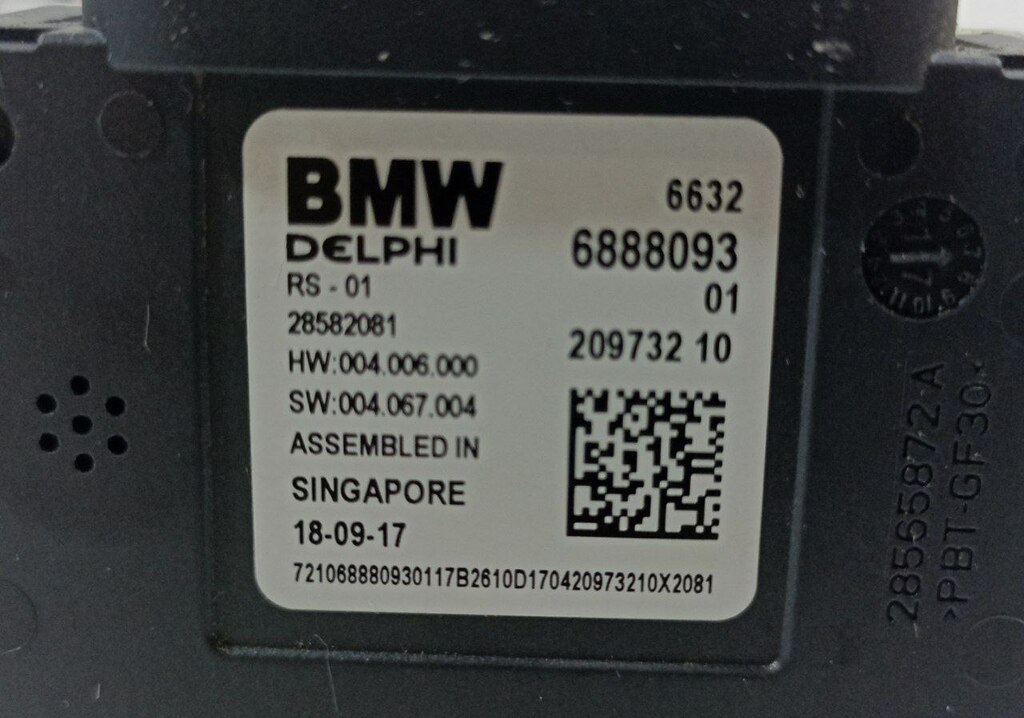 BMW
DELPHI
RS - 01
28582081
HW:004.006.000
SW:004.067.004
ASSEMBLED IN
SINGAPORE
18-09-17
6632
6888093
01
209732 10
721068880930117B2610D170420973210X2081
28565872 A
>PBT-GF30<